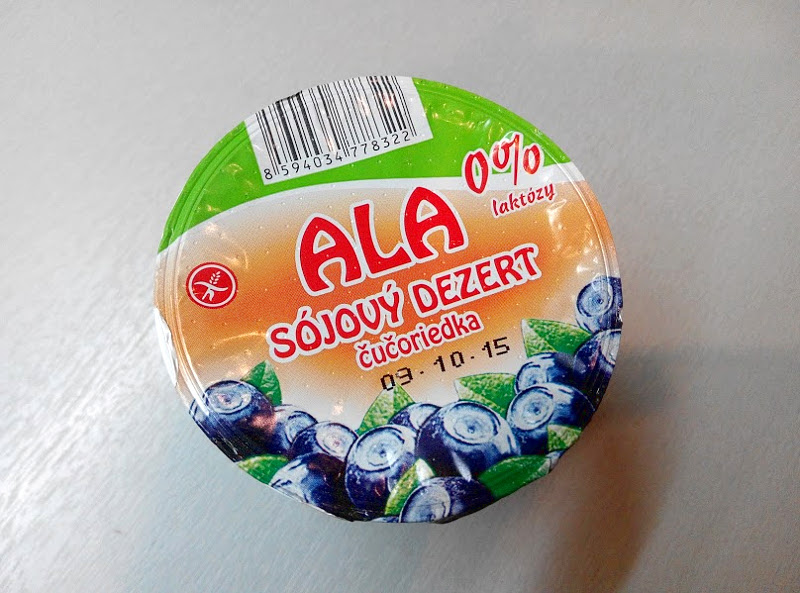 8 594034 778322
0%
laktózy
ALA
SÓJOVÝ DEZERT
čučoriedka
09·10·15